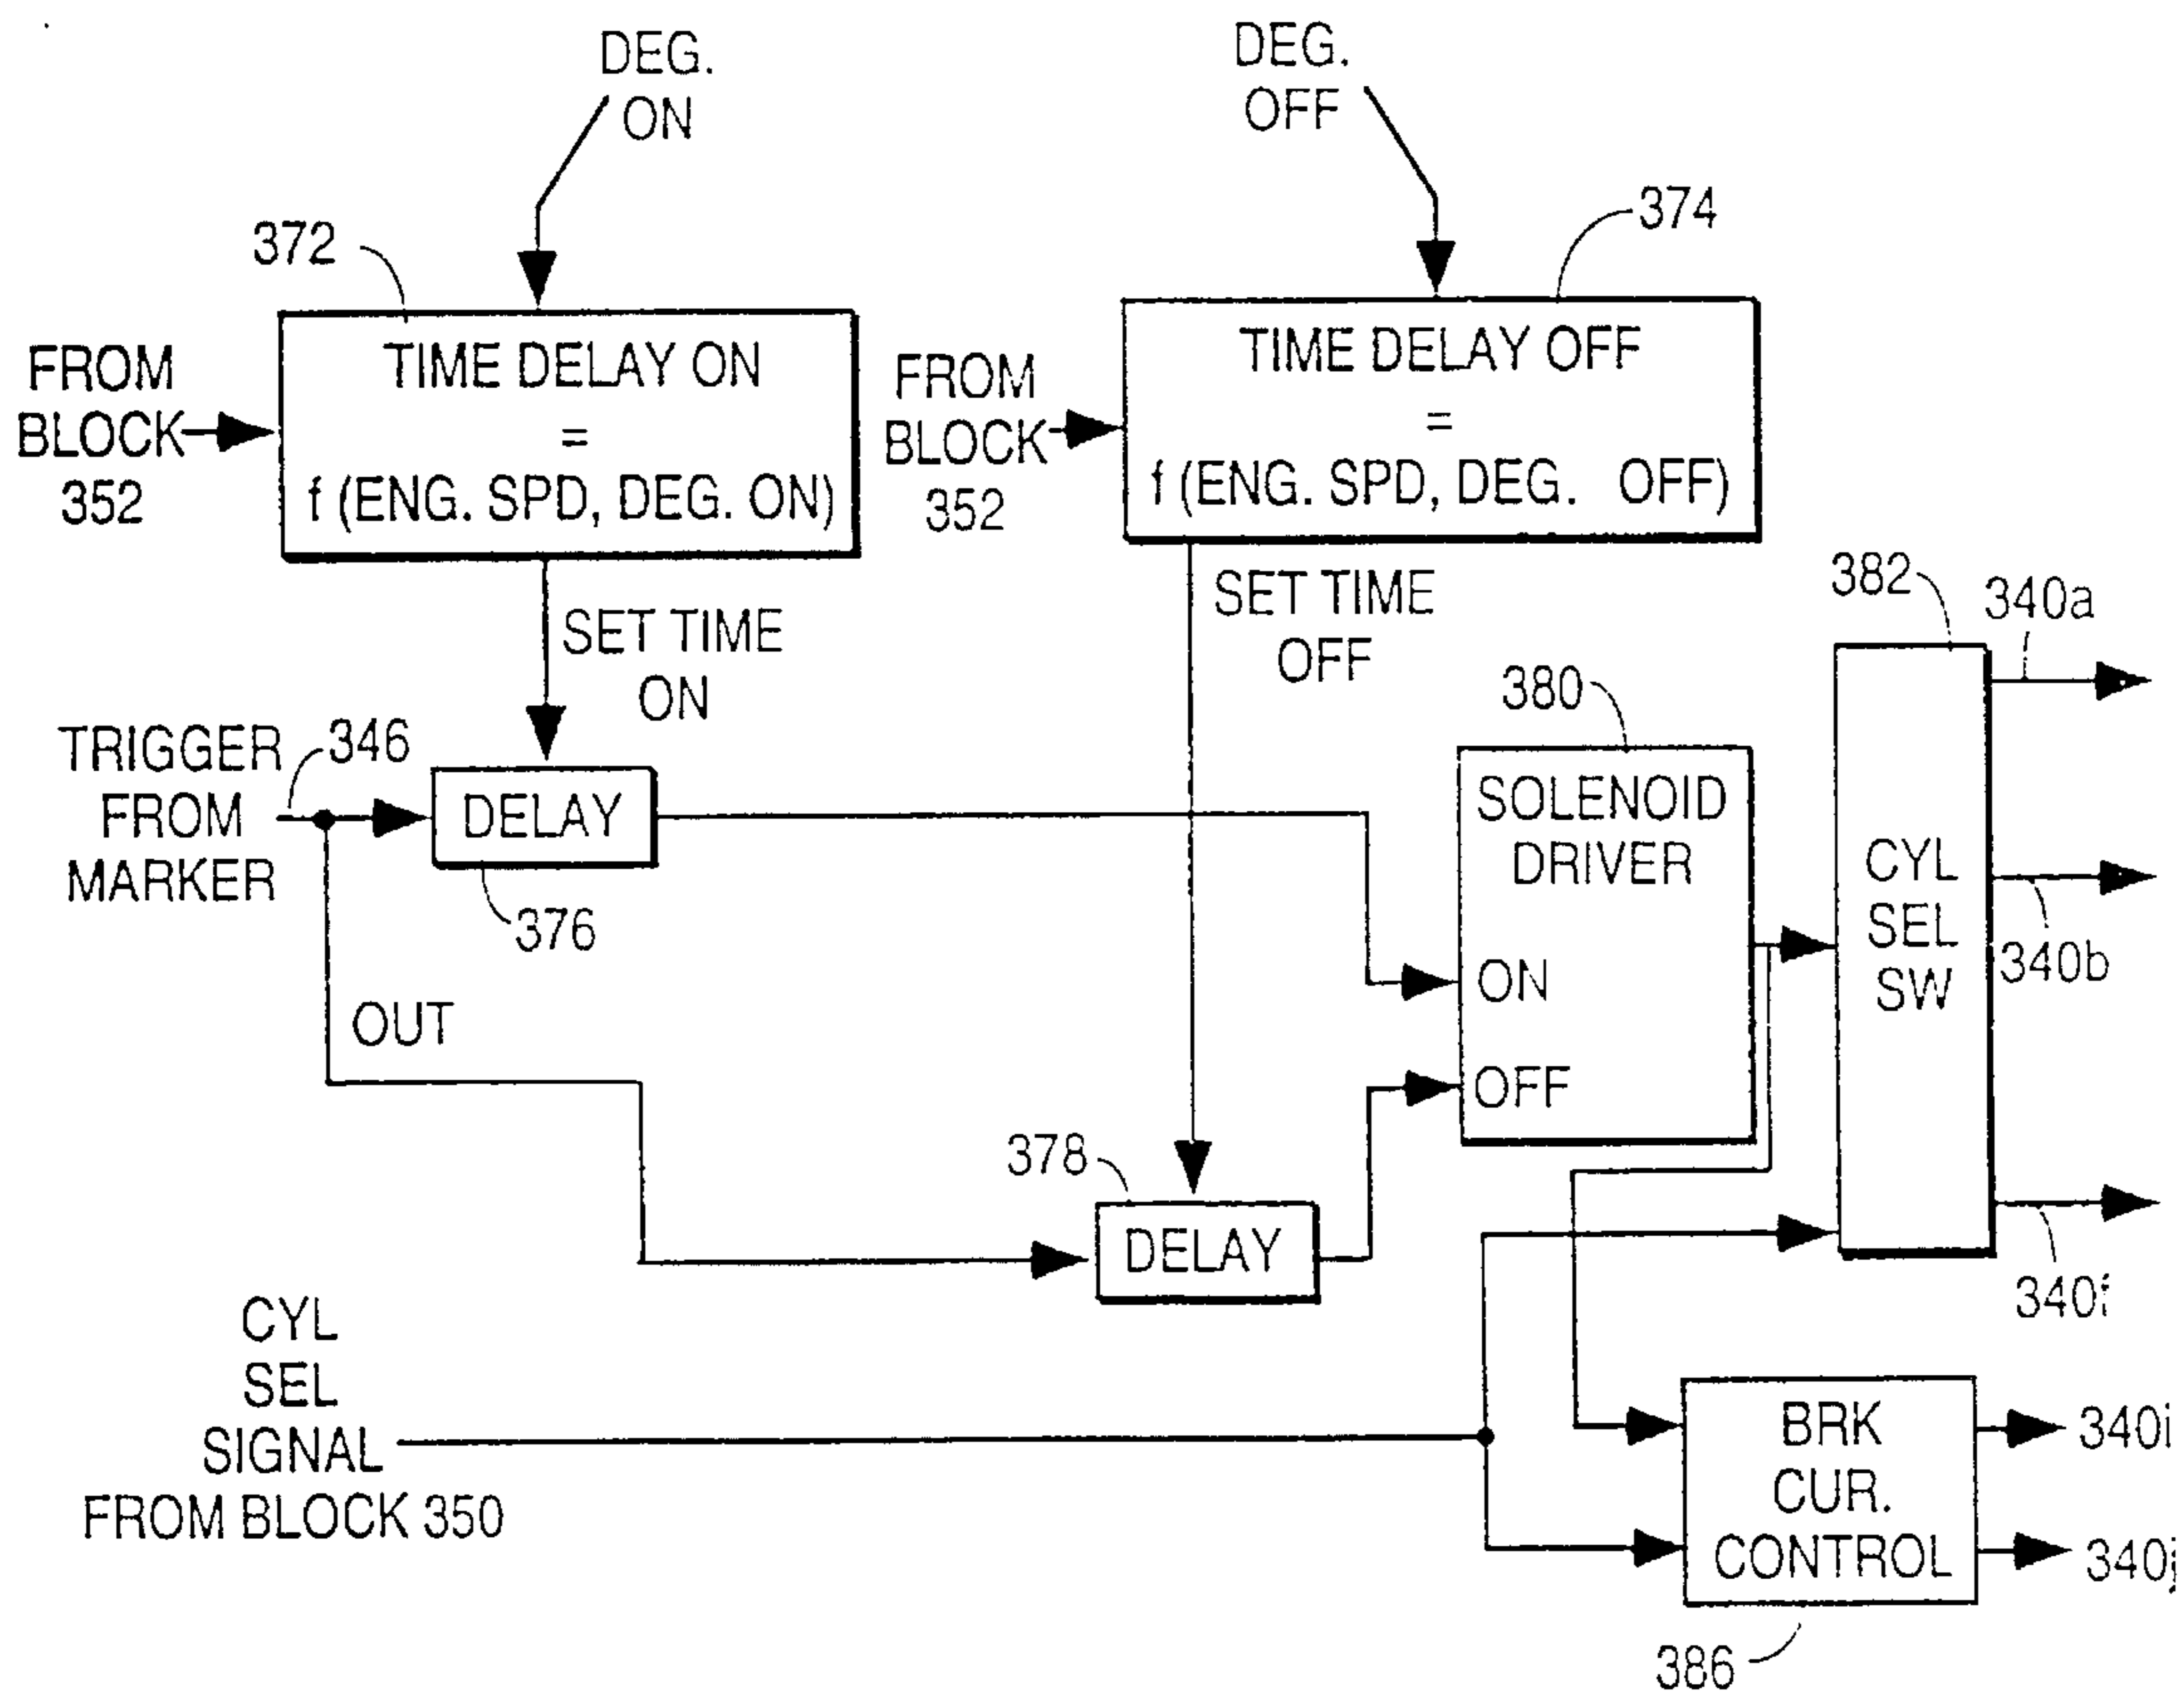 DEG.
ON
DEG.
OFF
372
374
FROM
BLOCK
352
TIME DELAY ON
=
f (ENG. SPD, DEG. ON)
FROM
BLOCK
352
TIME DELAY OFF
=
f (ENG. SPD, DEG. OFF)
SET TIME
ON
SET TIME
OFF
382
340a
380
TRIGGER
FROM
MARKER
346
DELAY
376
SOLENOID
DRIVER
ON
OFF
CYL
SEL
SW
340b
OUT
378
DELAY
340f
CYL
SEL
SIGNAL
FROM BLOCK 350
BRK
CUR.
CONTROL
340i
340j
386